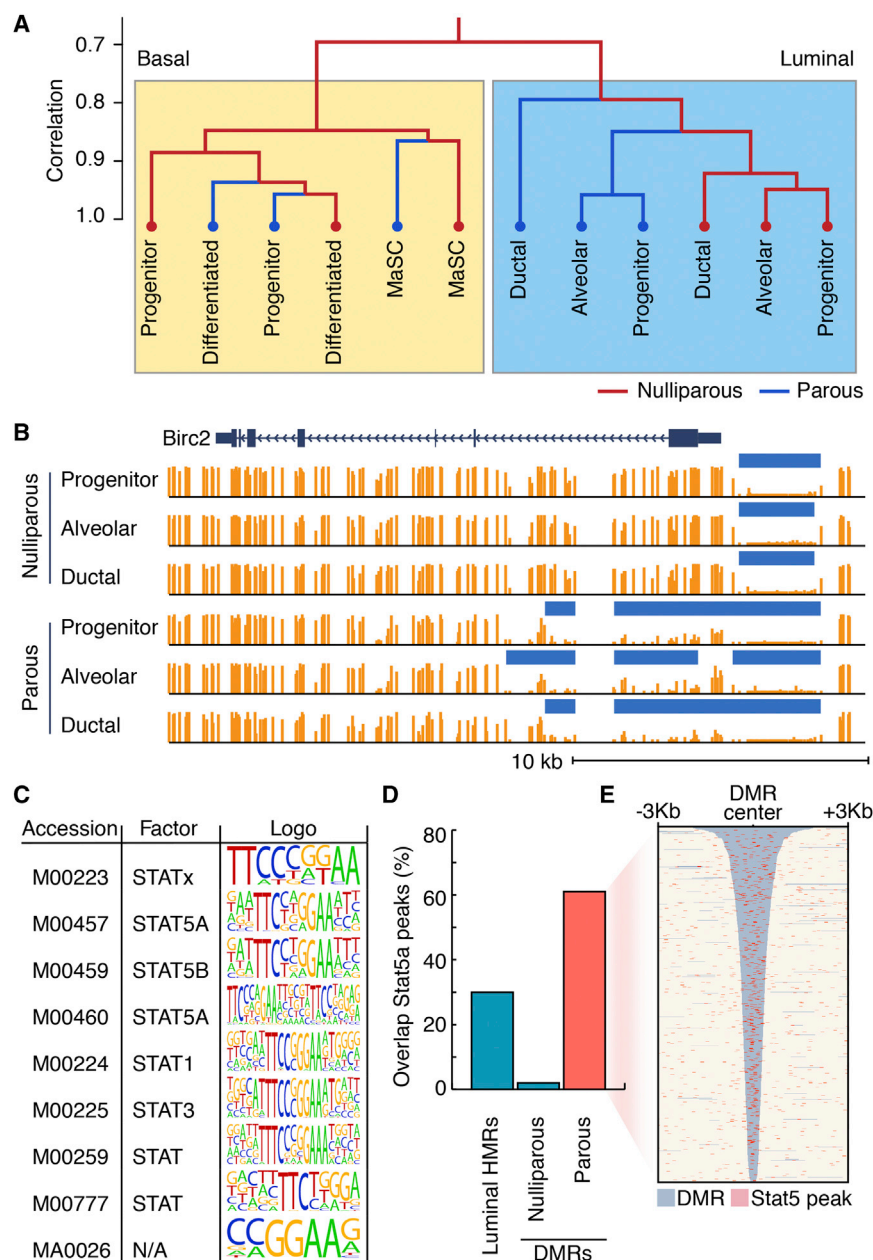 A
0.7
0.8
0.9
1.0
Correlation
Basal
Luminal
Progenitor
Differentiated
Progenitor
Differentiated
MaSC
MaSC
Ductal
Alveolar
Progenitor
Ductal
Alveolar
Progenitor
Nulliparous Parous
B
Birc2
Nulliparous
Progenitor
Alveolar
Ductal
Parous
Progenitor
Alveolar
Ductal
10 kb
C
Accession Factor Logo
M00223 STATx
M00457 STAT5A
M00459 STAT5B
M00460 STAT5A
M00224 STAT1
M00225 STAT3
M00259 STAT
M00777 STAT
MA0026 N/A
D
Overlap Stat5a peaks (%)
80
60
40
20
0
Luminal HMRs
Nulliparous
Parous
DMRs
E
-3Kb DMR center +3Kb
DMR Stat5 peak